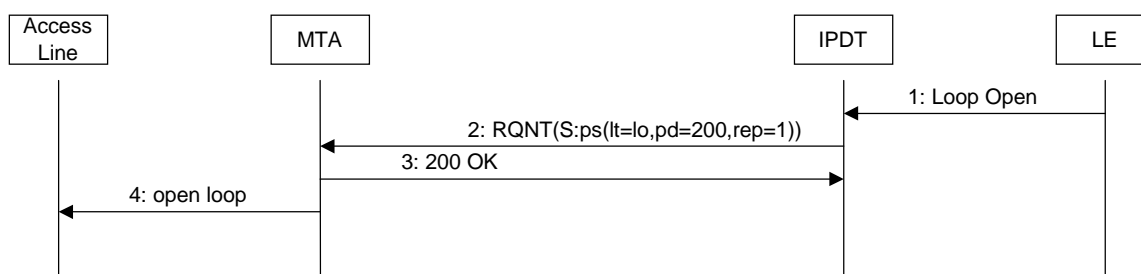 Access
Line
MTA
IPDT
LE
1: Loop Open
2: RQNT(S:ps(lt=lo,pd=200,rep=1))
3: 200 OK
4: open loop